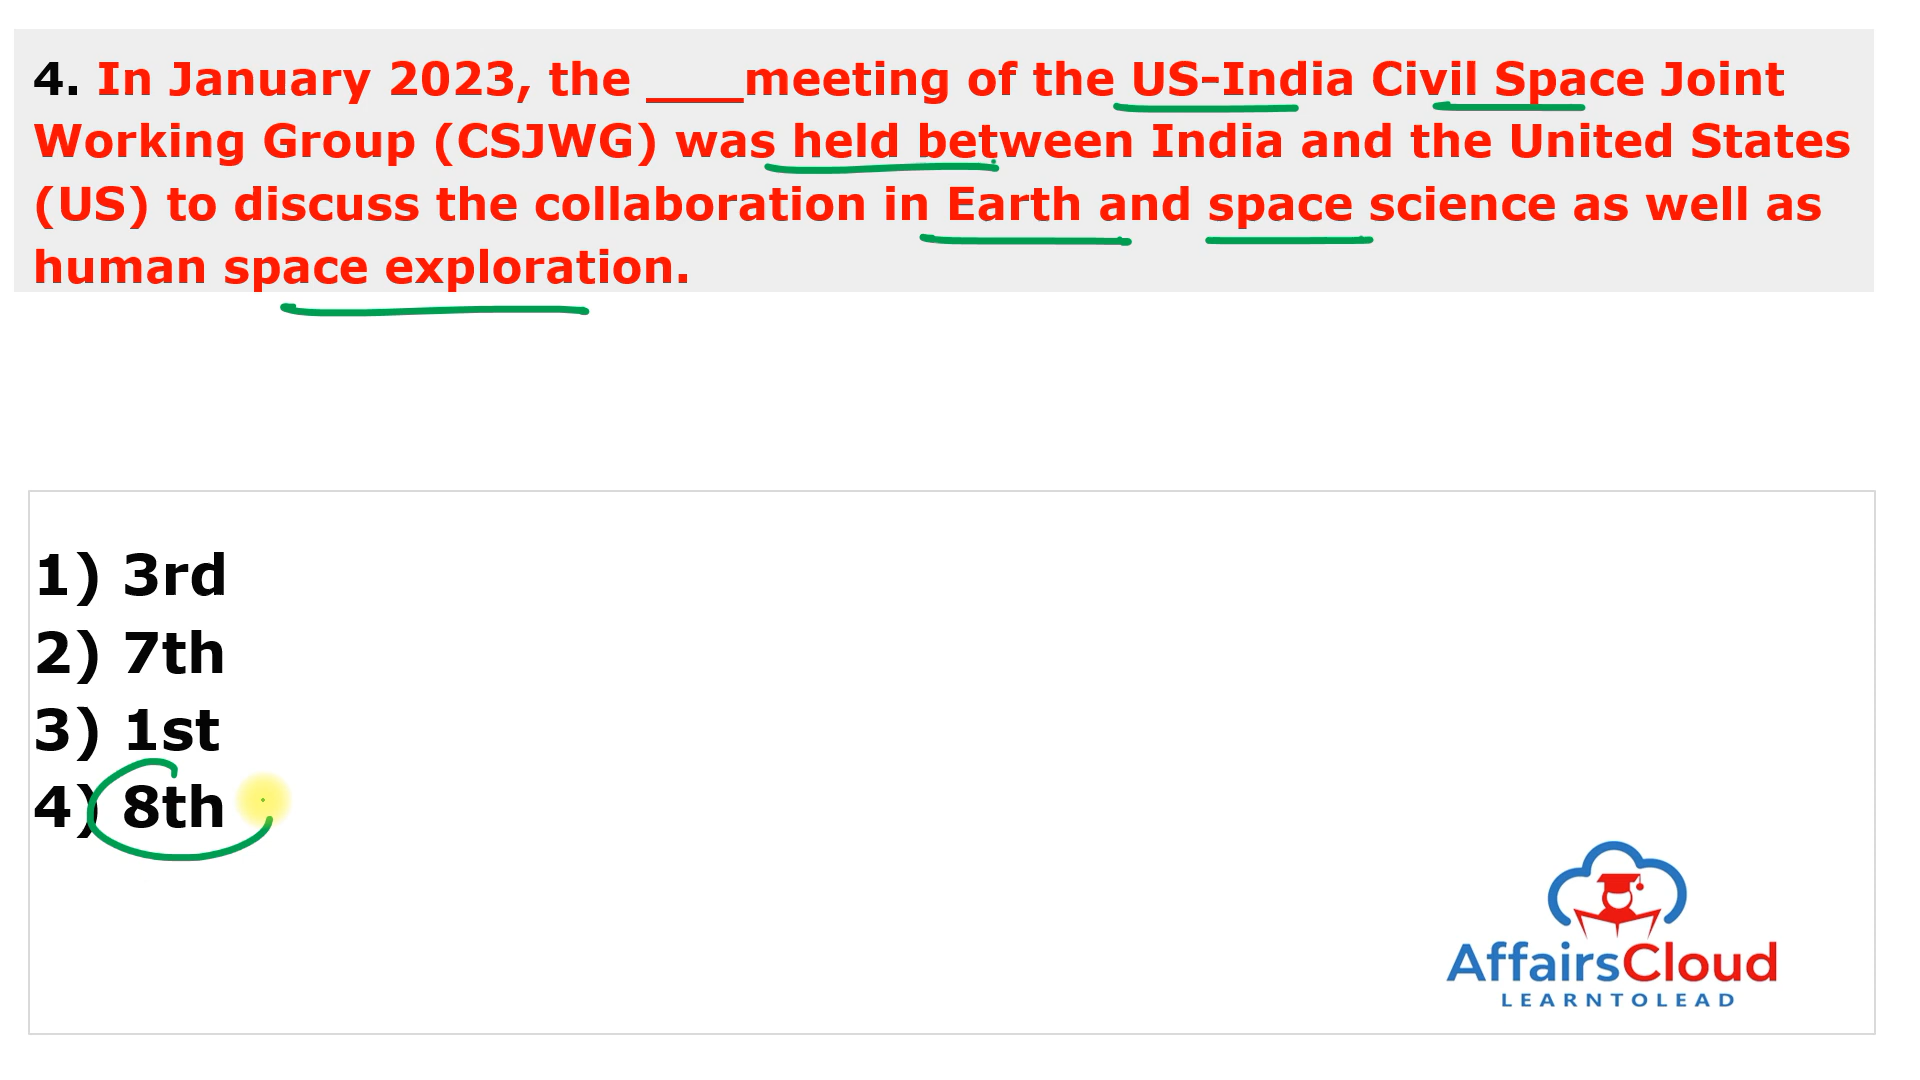 4. In January 2023, the ____meeting of the US–India Civil Space Joint
Working Group (CSJWG) was held between India and the United States
(US) to discuss the collaboration in Earth and space science as well as
human space exploration.
1) 3rd
2) 7th
3) 1st
4) 8th
AffairsCloud
LEARNTOLEAD